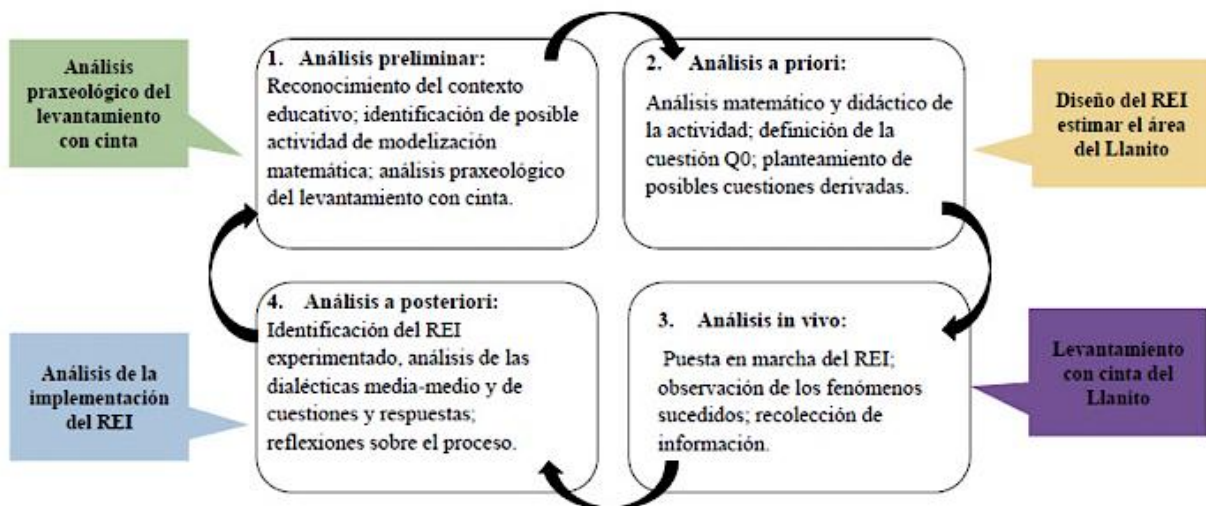 Análisis
praxeológico del
levantamiento
con cinta
1. Análisis preliminar:
Reconocimiento del contexto
educativo; identificación de posible
actividad de modelización
matemática; análisis praxeológico
del levantamiento con cinta.
2. Análisis a priori:
Análisis matemático y didáctico de
la actividad; definición de la
cuestión Q0; planteamiento de
posibles cuestiones derivadas.
Diseño del REI
estimar el área
del Llanito
Análisis de la
implementación
del REI
4. Análisis a posteriori:
Identificación del REI
experimentado, análisis de las
dialécticas media-medio y de
cuestiones y respuestas;
reflexiones sobre el proceso.
3. Análisis in vivo:
Puesta en marcha del REI;
observación de los fenómenos
sucedidos; recolección de
información.
Levantamiento
con cinta del
Llanito